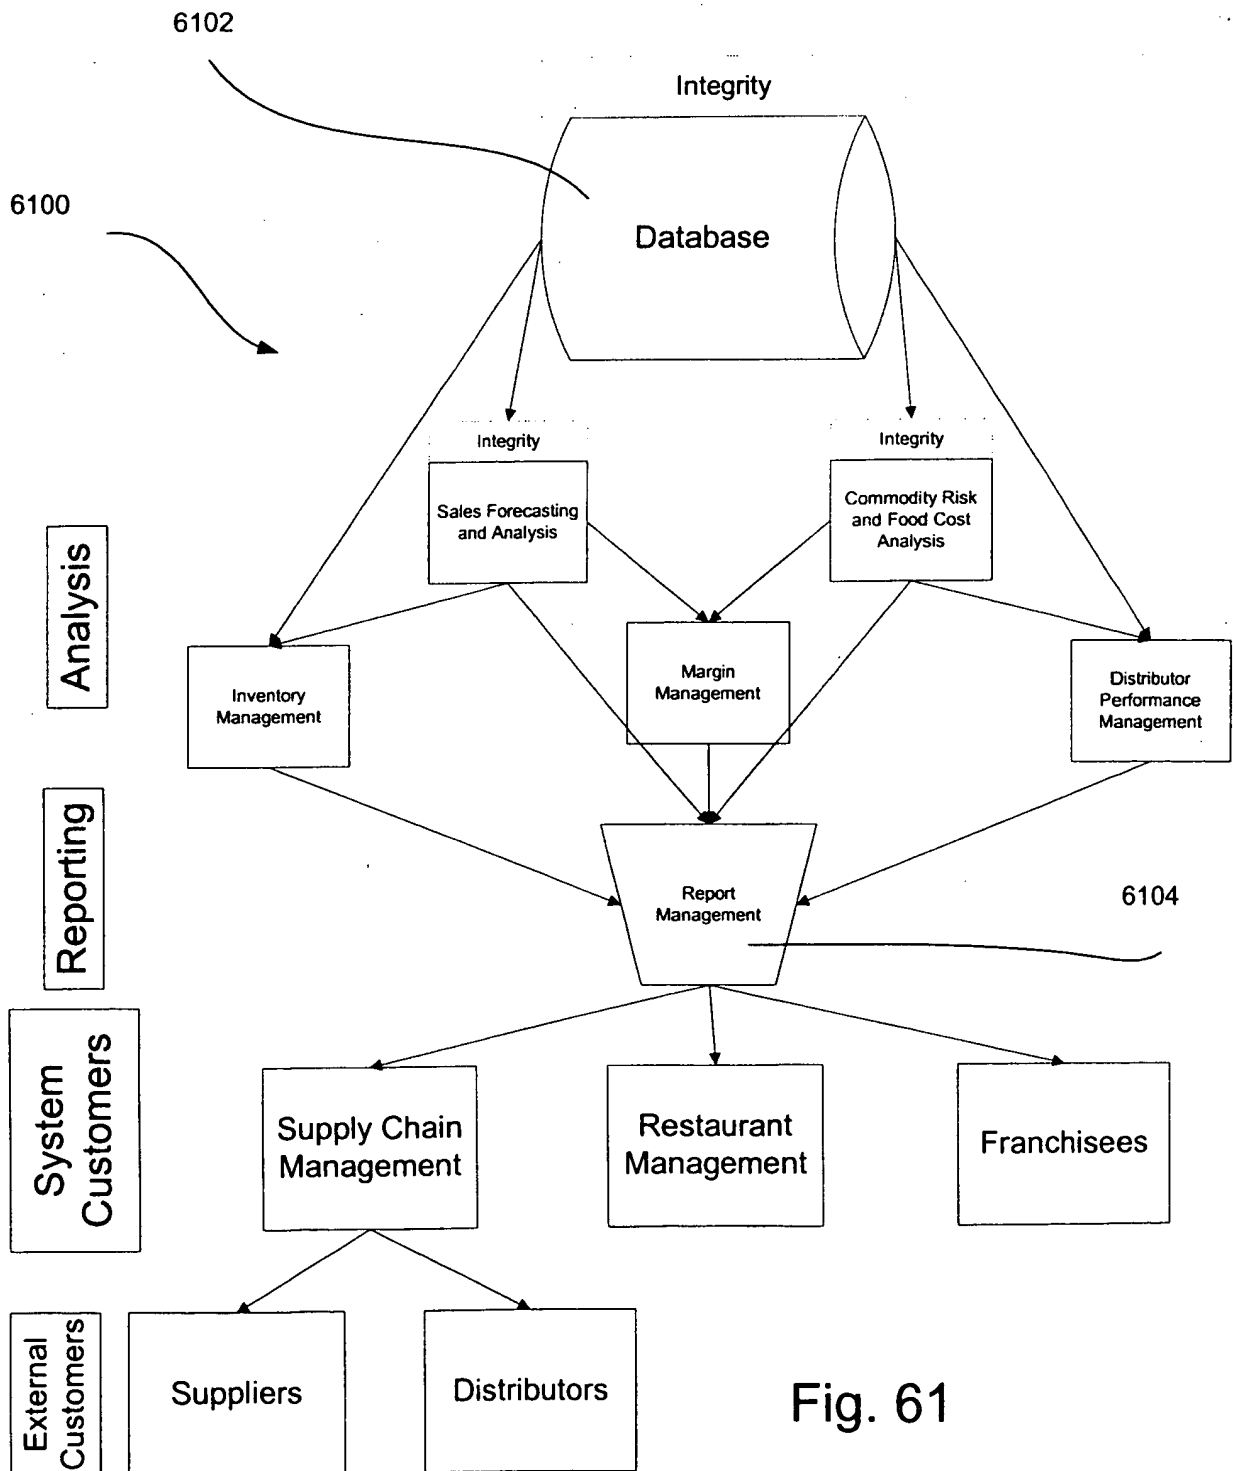 6102
Integrity
6100
Database
Integrity
Integrity
Sales Forecasting
and Analysis
Commodity Risk
and Food Cost
Analysis
Analysis
Inventory
Management
Margin
Management
Distributor
Performance
Management
Reporting
Report
Management
6104
System
Customers
Supply Chain
Management
Restaurant
Management
Franchisees
External
Customers
Suppliers
Distributors
Fig. 61